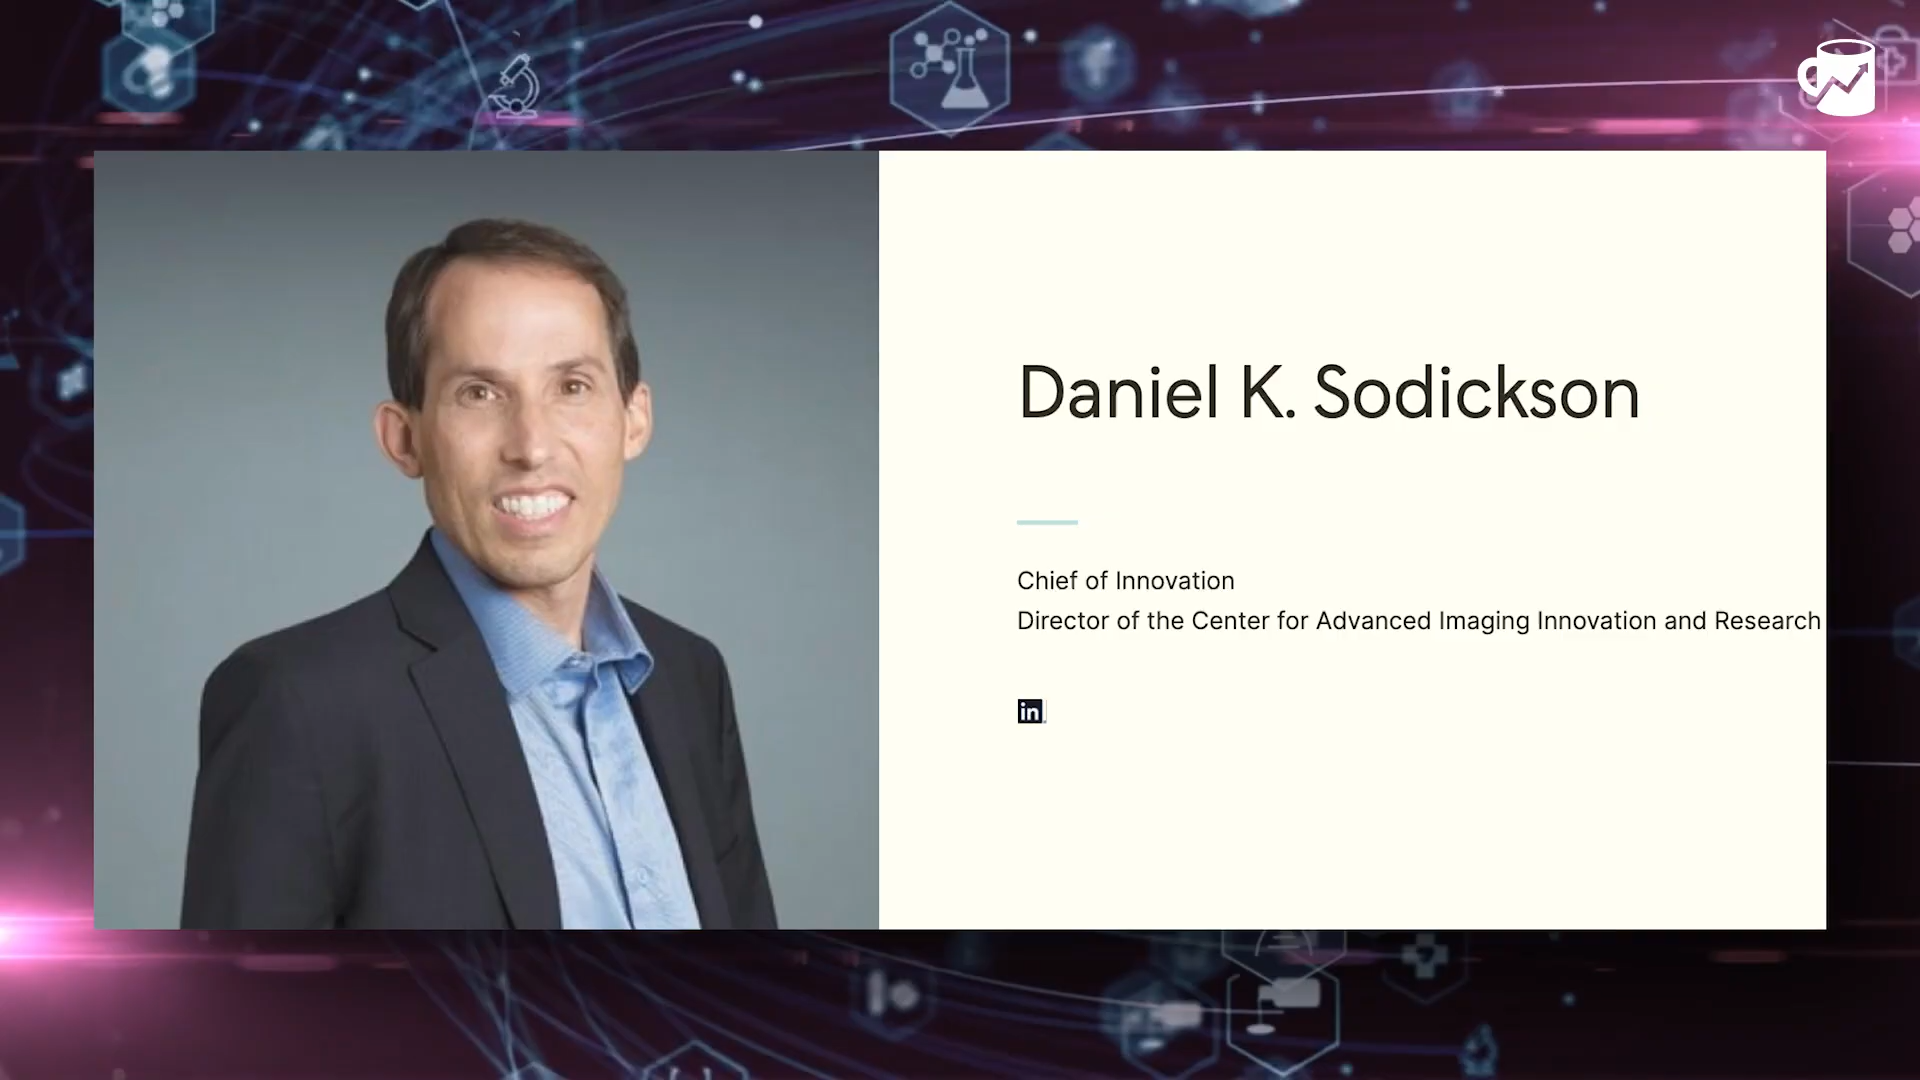 Daniel K. Sodickson
Chief of Innovation
Director of the Center for Advanced Imaging Innovation and Research
in